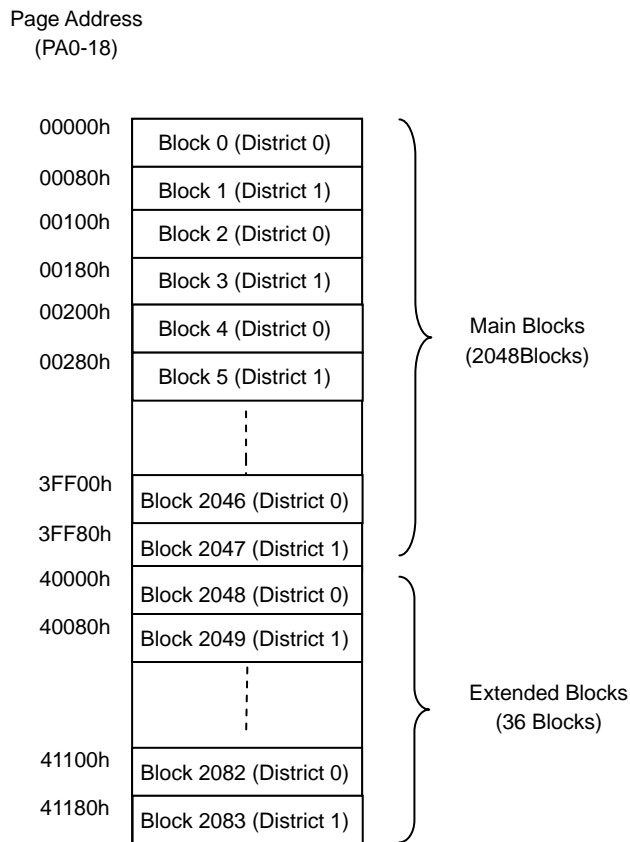 Page Address
(PA0-18)
00000h
Block 0 (District 0)
00080h
Block 1 (District 1)
00100h
Block 2 (District 0)
00180h
Block 3 (District 1)
00200h
Block 4 (District 0)
00280h
Block 5 (District 1)
Main Blocks
(2048Blocks)
3FF00h
Block 2046 (District 0)
3FF80h
Block 2047 (District 1)
40000h
Block 2048 (District 0)
40080h
Block 2049 (District 1)
Extended Blocks
(36 Blocks)
41100h
Block 2082 (District 0)
41180h
Block 2083 (District 1)